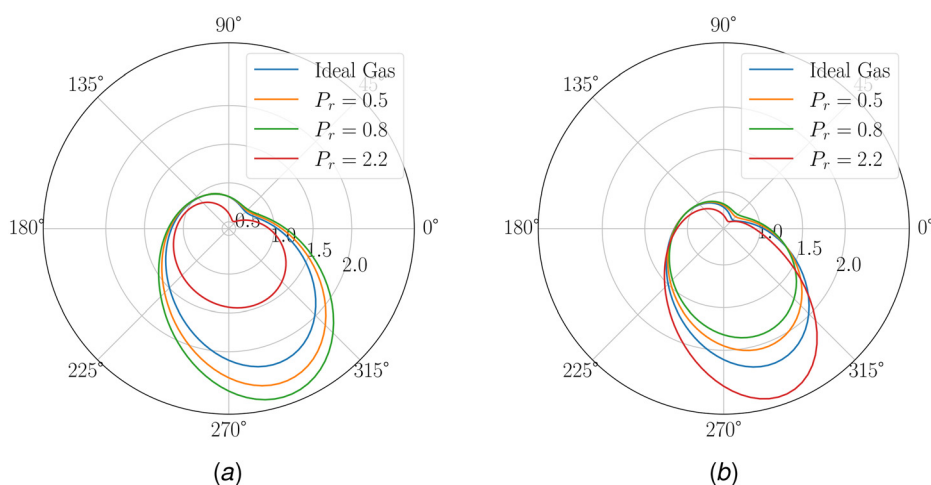 90°
135°
45°
180°
0°
225°
315°
270°
0.5
1.0
1.5
2.0
Ideal Gas
P_r = 0.5
P_r = 0.8
P_r = 2.2
(a)
90°
135°
45°
180°
0°
225°
315°
270°
1.0
1.5
2.0
Ideal Gas
P_r = 0.5
P_r = 0.8
P_r = 2.2
(b)